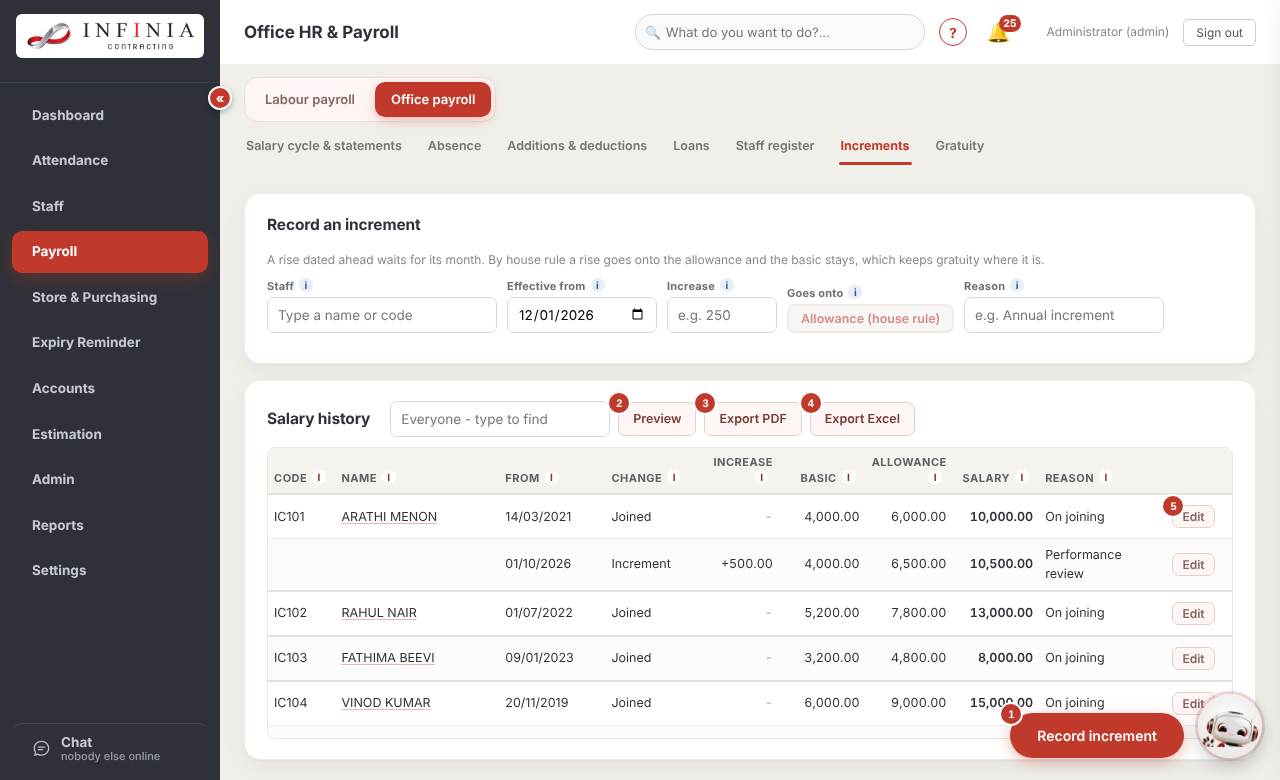 INFINIA
CONTRACTING
Office HR & Payroll
What do you want to do?...
?
25
Administrator (admin)
Sign out
«
Dashboard
Attendance
Staff
Payroll
Store & Purchasing
Expiry Reminder
Accounts
Estimation
Admin
Reports
Settings
Chat
nobody else online
Labour payroll
Office payroll
Salary cycle & statements
Absence
Additions & deductions
Loans
Staff register
Increments
Gratuity
Record an increment
A rise dated ahead waits for its month. By house rule a rise goes onto the allowance and the basic stays, which keeps gratuity where it is.
Staff i
Effective from i
Increase i
Goes onto i
Reason i
Type a name or code
12/01/2026
e.g. 250
Allowance (house rule)
e.g. Annual increment
Salary history
Everyone - type to find
2
Preview
3
Export PDF
4
Export Excel
CODE I NAME I FROM I CHANGE I INCREASE I BASIC I ALLOWANCE I SALARY I REASON I
IC101 ARATHI MENON 14/03/2021 Joined - 4,000.00 6,000.00 10,000.00 On joining 5 Edit
01/10/2026 Increment +500.00 4,000.00 6,500.00 10,500.00 Performance review Edit
IC102 RAHUL NAIR 01/07/2022 Joined - 5,200.00 7,800.00 13,000.00 On joining Edit
IC103 FATHIMA BEEVI 09/01/2023 Joined - 3,200.00 4,800.00 8,000.00 On joining Edit
IC104 VINOD KUMAR 20/11/2019 Joined - 6,000.00 9,000.00 15,000.00 On joining Edit
1
Record increment